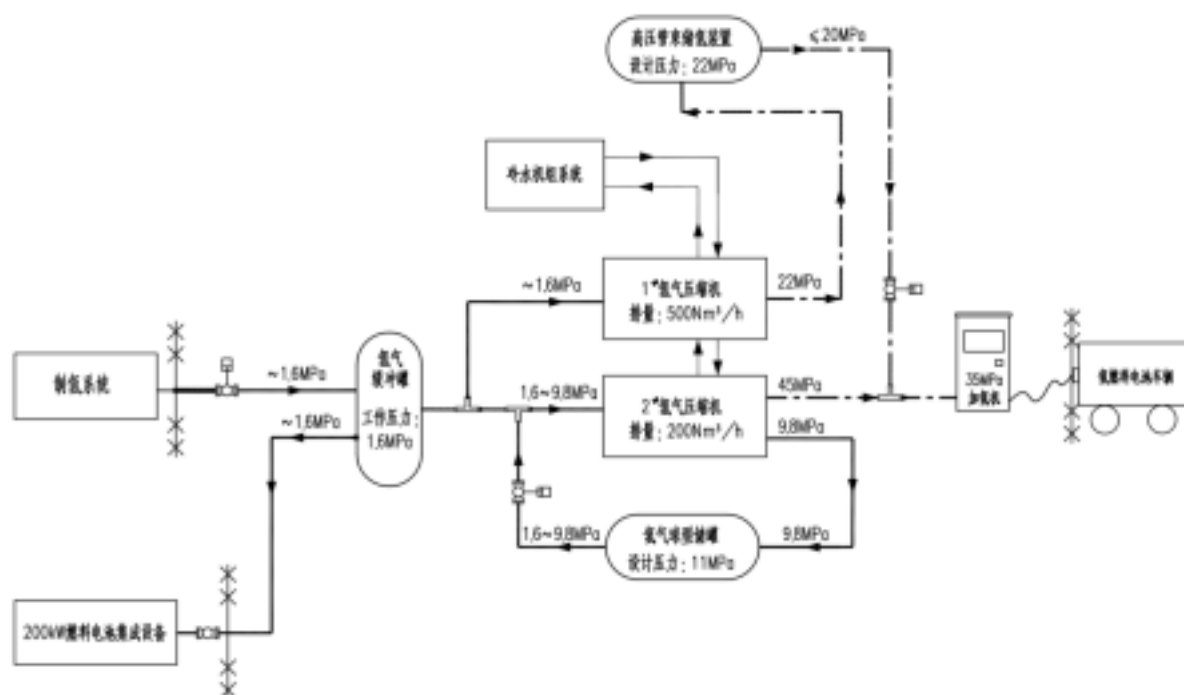 高压管束储氢装置
设计压力：22MPa
≤20MPa
冷水机组系统
~1.6MPa
1#氢气压缩机
排量：500Nm³/h
22MPa
制氢系统
~1.6MPa
氢气
缓冲罐
工作压力：
1.6MPa
~1.6MPa
1.6~9.8MPa
2#氢气压缩机
排量：200Nm³/h
45MPa
9.8MPa
35MPa
加氢机
氢燃料电池车辆
1.6~9.8MPa
氢气球形储罐
设计压力：11MPa
9.8MPa
200kW燃料电池集成设备